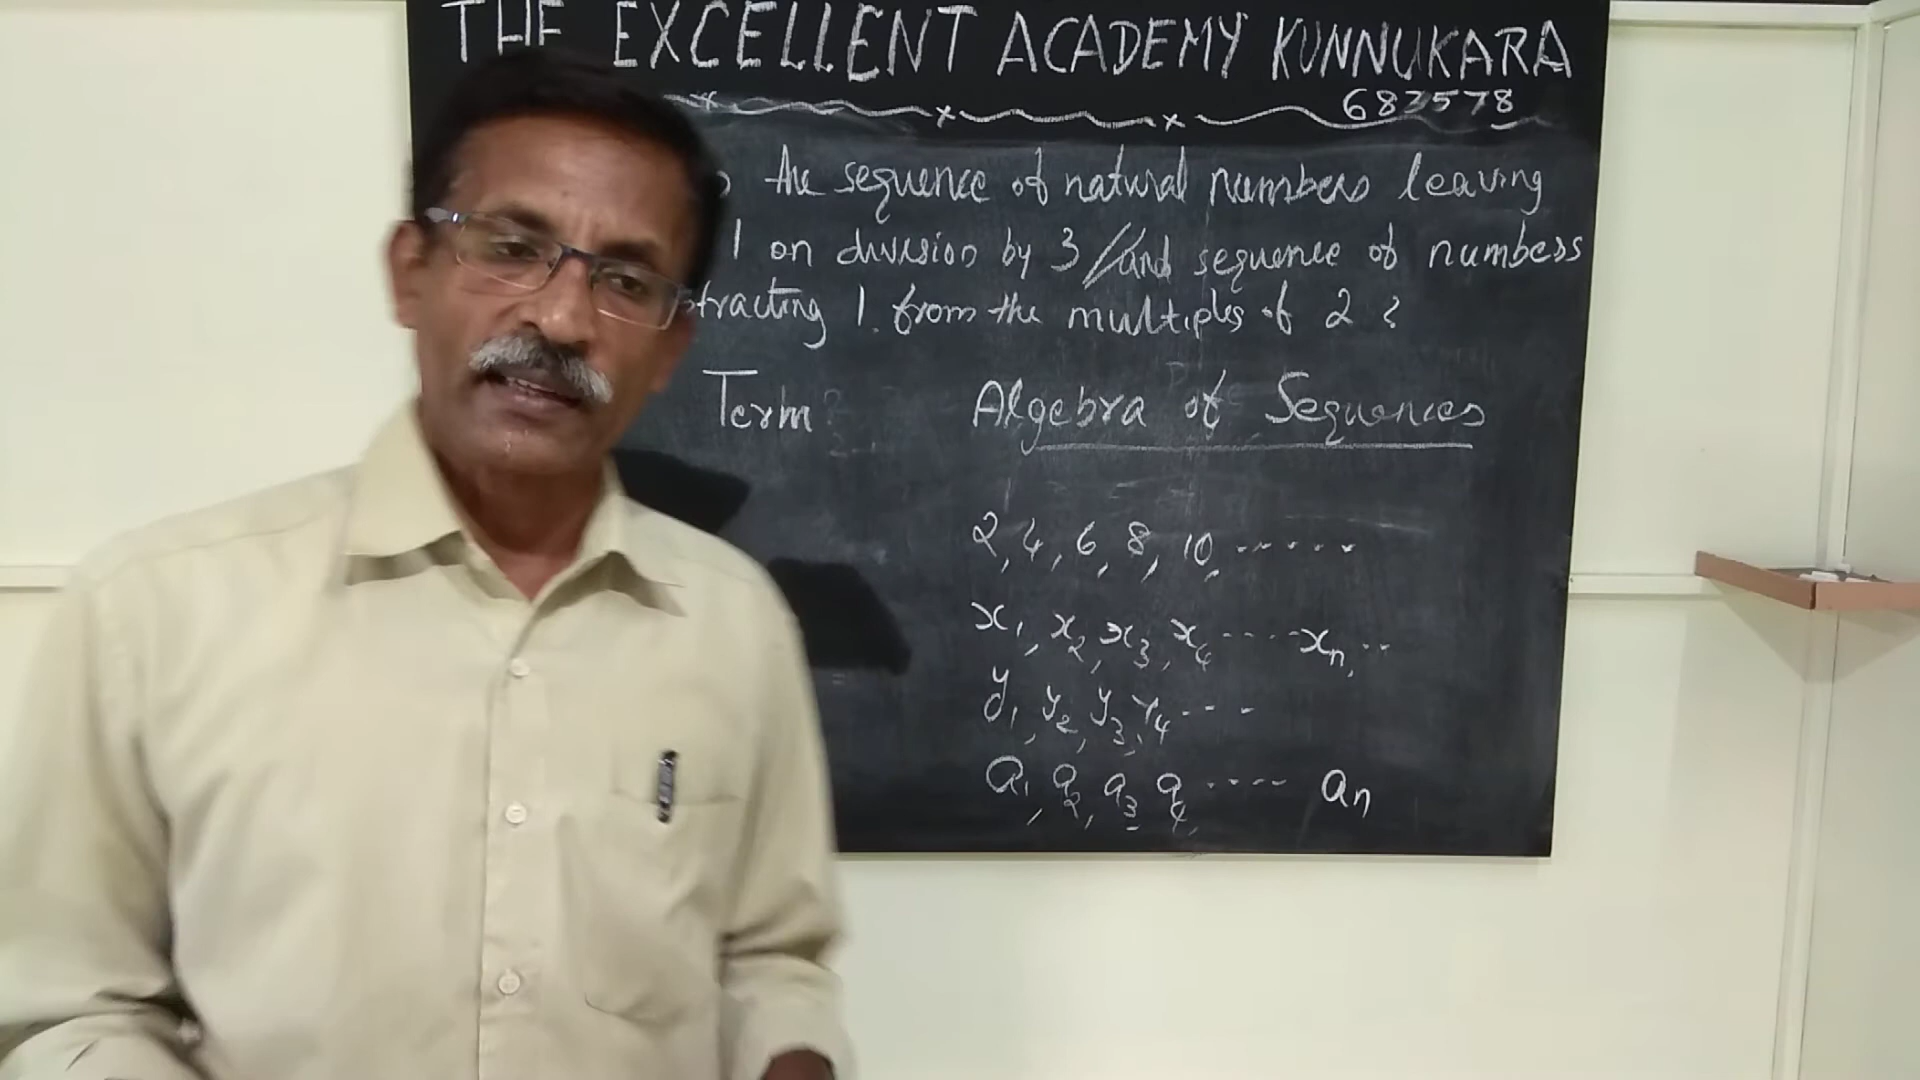 THE EXCELLENT ACADEMY KUNNUKARA
683578
the sequence of natural numbers leaving
1 on division by 3 / and sequence of numbers
tracting 1 from the multiples of 2 ?
Term Algebra of Sequences
2, 4, 6, 8, 10, ......
x1, x2, x3, x4 ---- xn, --
y1, y2, y3, y4 ---
a1, a2, a3, a4, ---- an